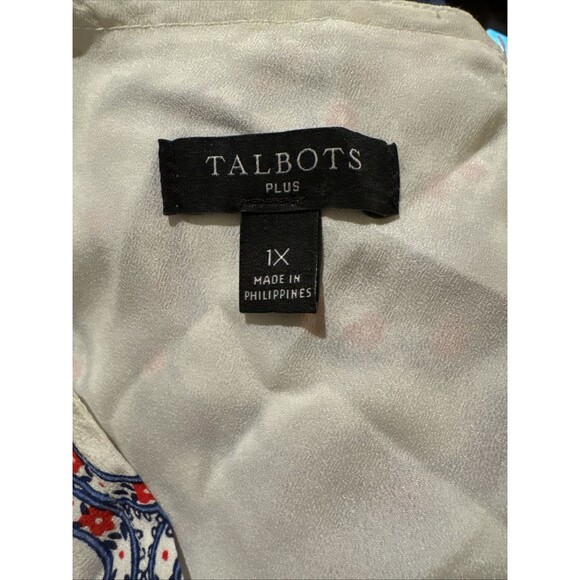 TALBOTS
PLUS
1X
MADE IN
PHILIPPINES